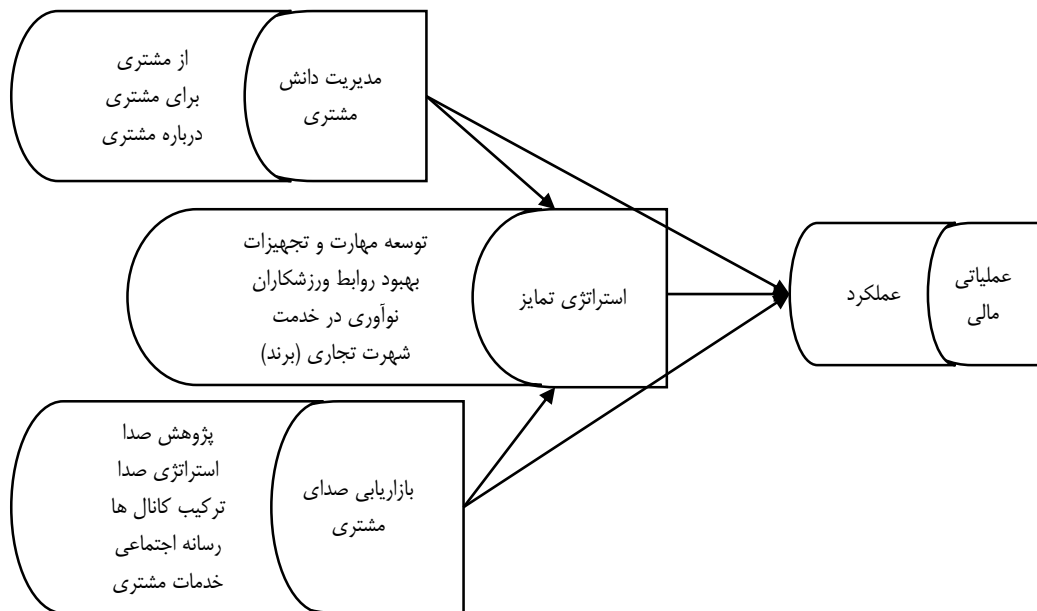 مدیریت دانش
مشتری
از مشتری
برای مشتری
درباره مشتری
استراتژی تمایز
توسعه مهارت و تجهیزات
بهبود روابط ورزشکاران
نوآوری در خدمت
شهرت تجاری (برند)
بازاریابی صدای
مشتری
پژوهش صدا
استراتژی صدا
ترکیب کانال ها
رسانه اجتماعی
خدمات مشتری
عملکرد
عملیاتی
مالی